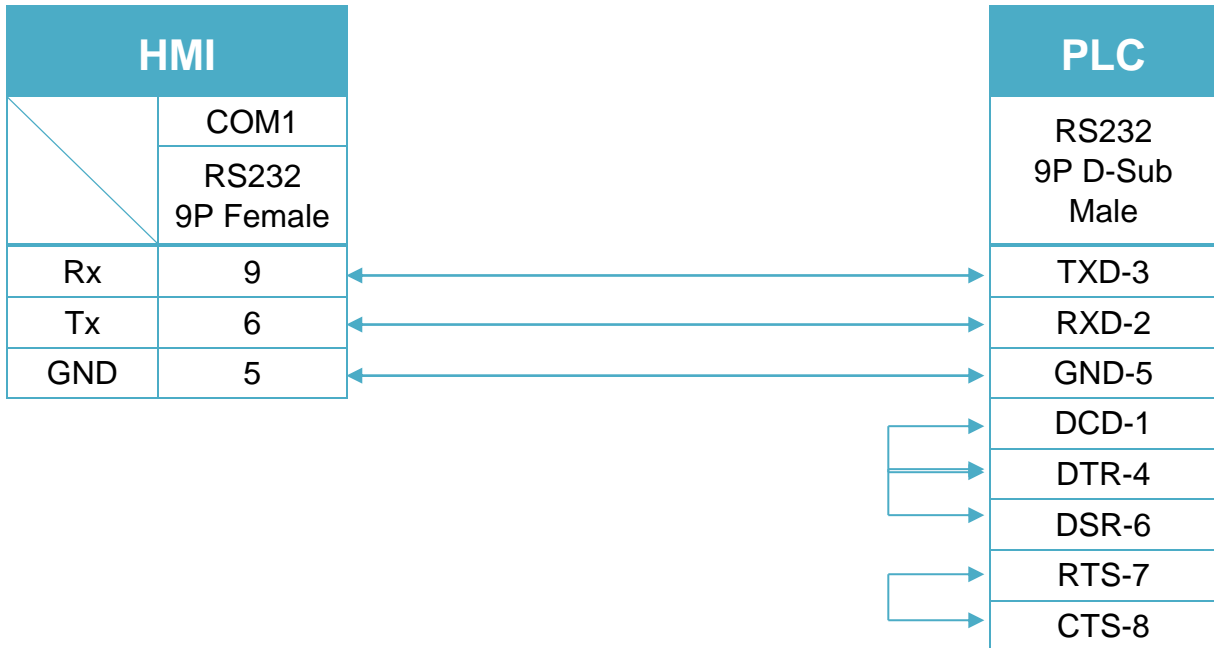 HMI
PLC
COM1
RS232
9P Female
RS232
9P D-Sub
Male
Rx 9 TXD-3
Tx 6 RXD-2
GND 5 GND-5
DCD-1
DTR-4
DSR-6
RTS-7
CTS-8